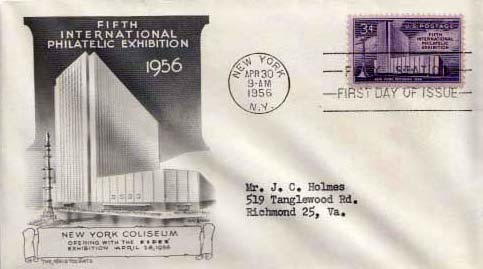 FIFTH
INTERNATIONAL
PHILATELIC EXHIBITION
1956
NEW YORK COLISEUM
OPENING WITH THE FIPEX
EXHIBITION APRIL 28, 1956
NEW YORK
APR 30
9-AM
1956
N.Y.
3¢ U.S. POSTAGE
FIFTH
INTERNATIONAL
PHILATELIC
EXHIBITION
FIRST DAY OF ISSUE
Mr. J. C. Holmes
519 Tanglewood Rd.
Richmond 25, Va.